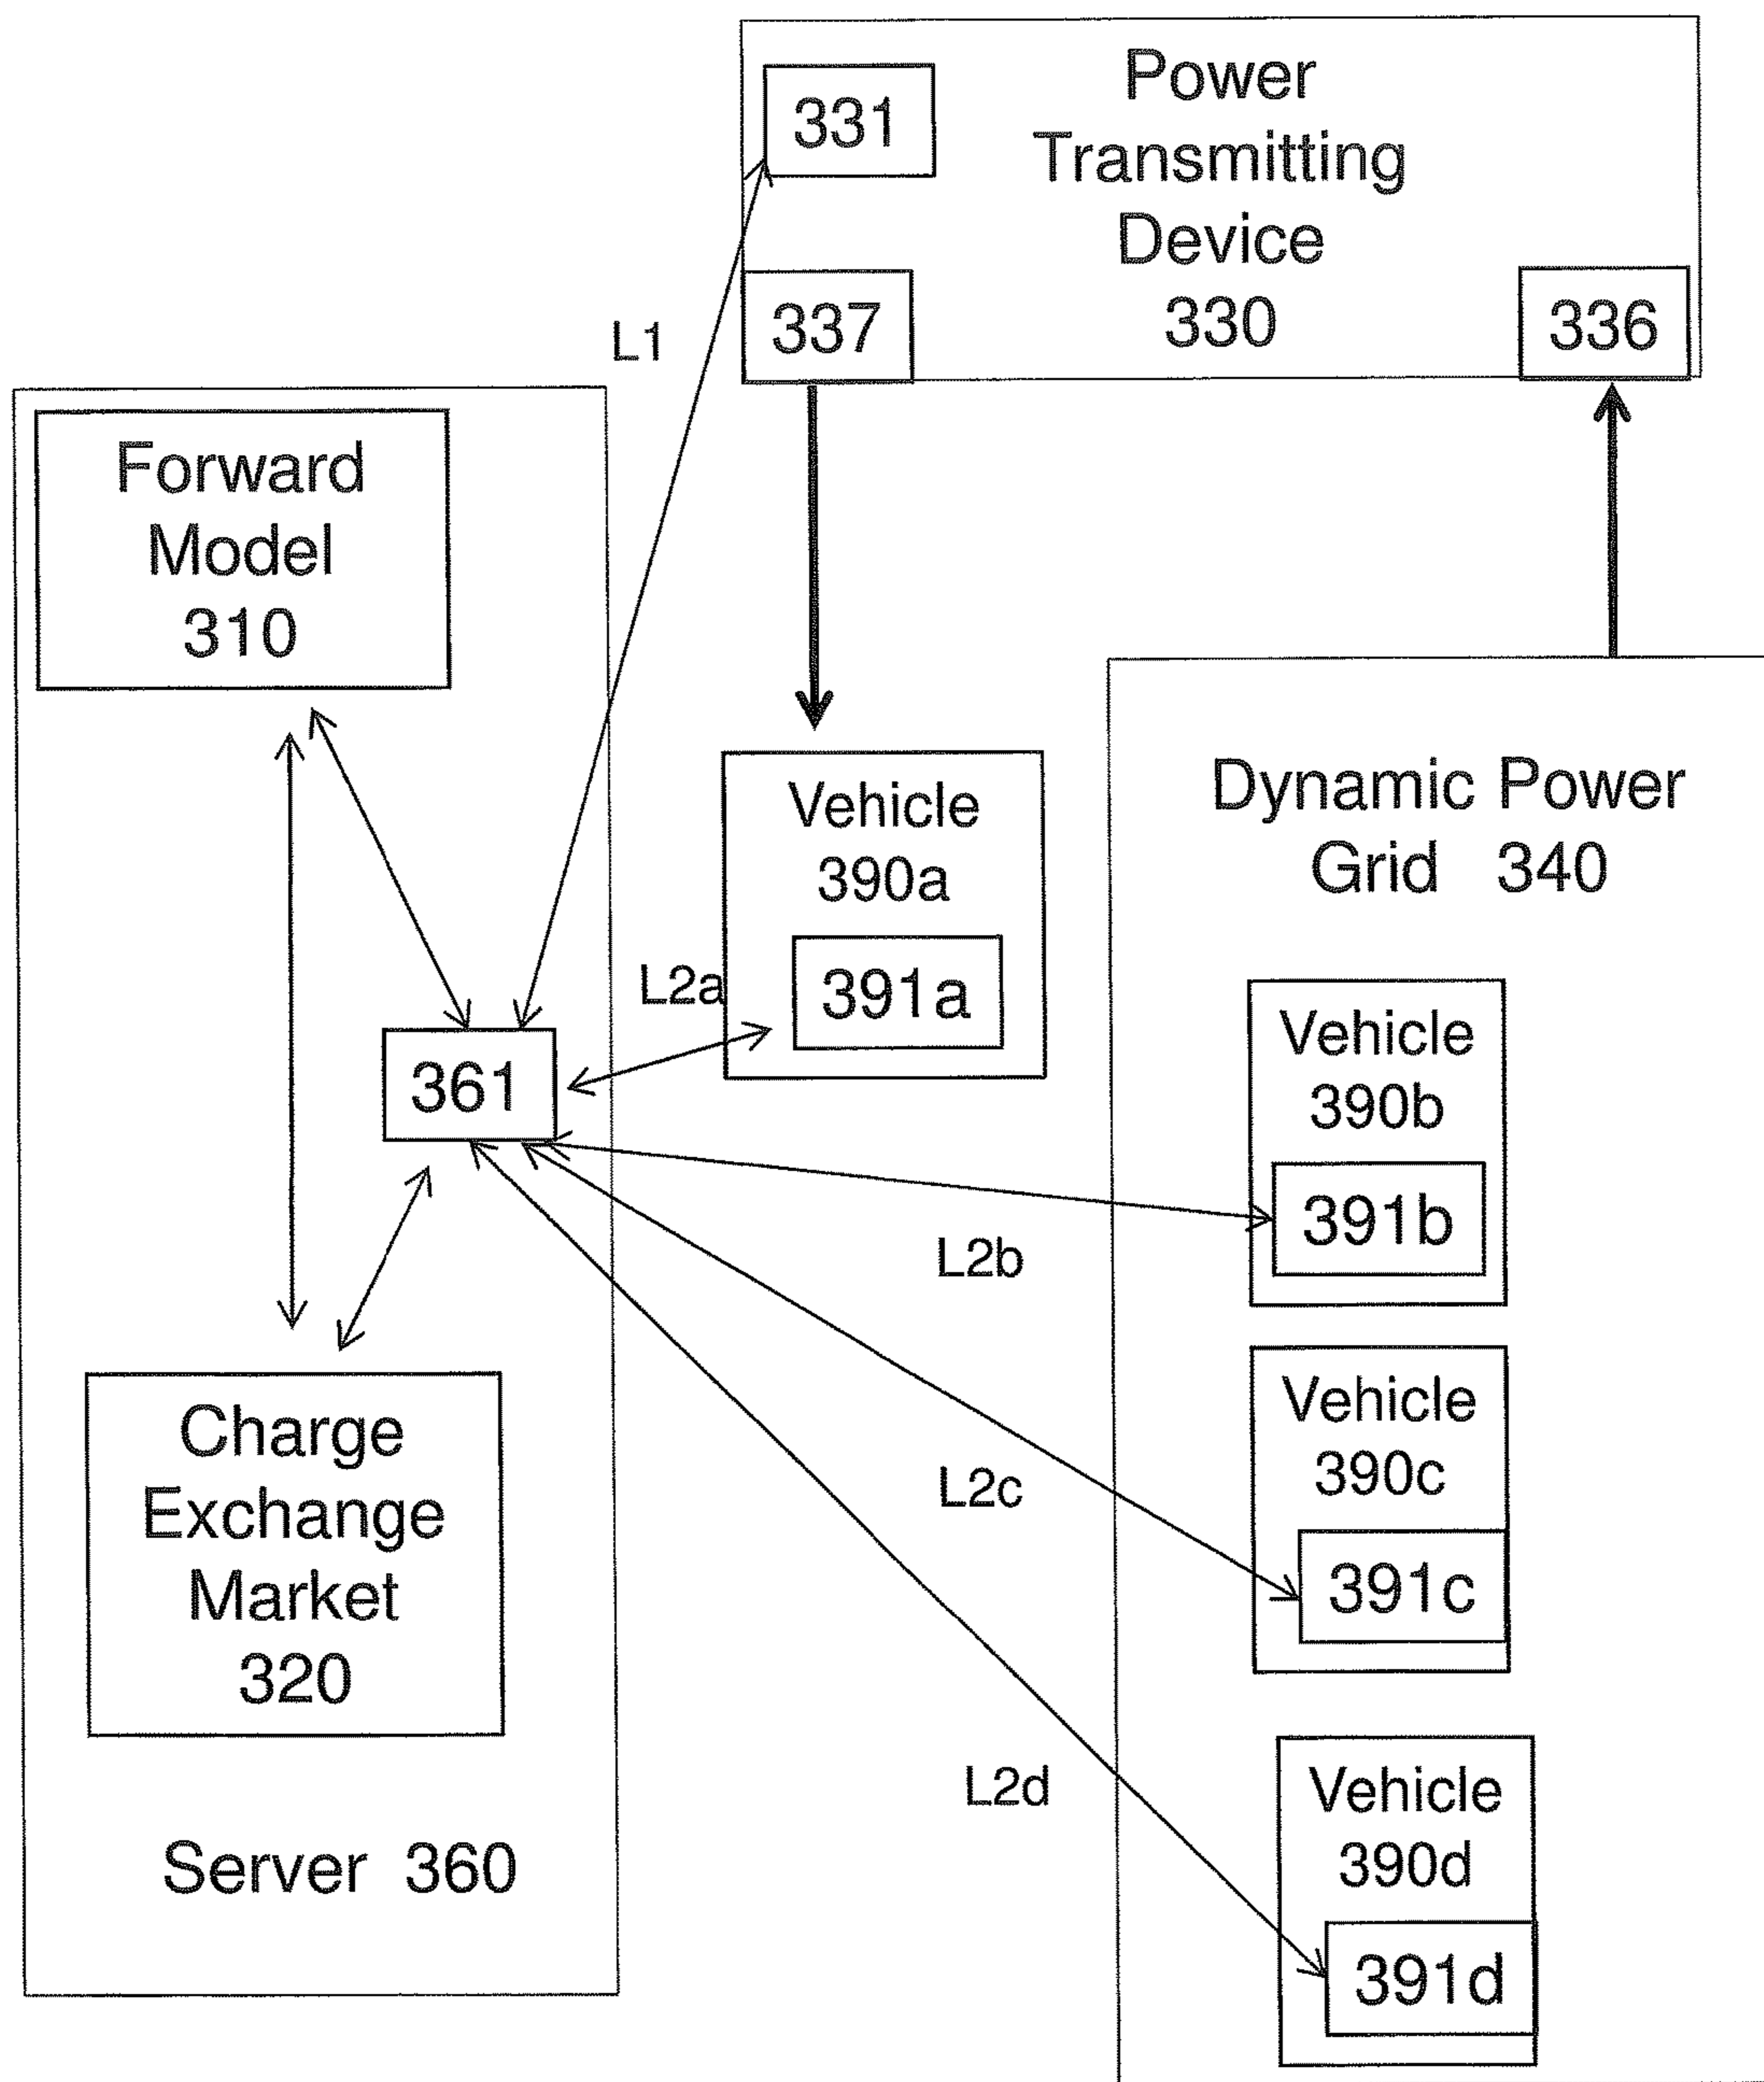 331
Power
Transmitting
Device
330
337
336
L1
Forward
Model
310
Vehicle
390a
391a
L2a
361
Dynamic Power
Grid 340
Vehicle
390b
391b
L2b
Vehicle
390c
391c
L2c
Charge
Exchange
Market
320
Vehicle
390d
391d
L2d
Server 360